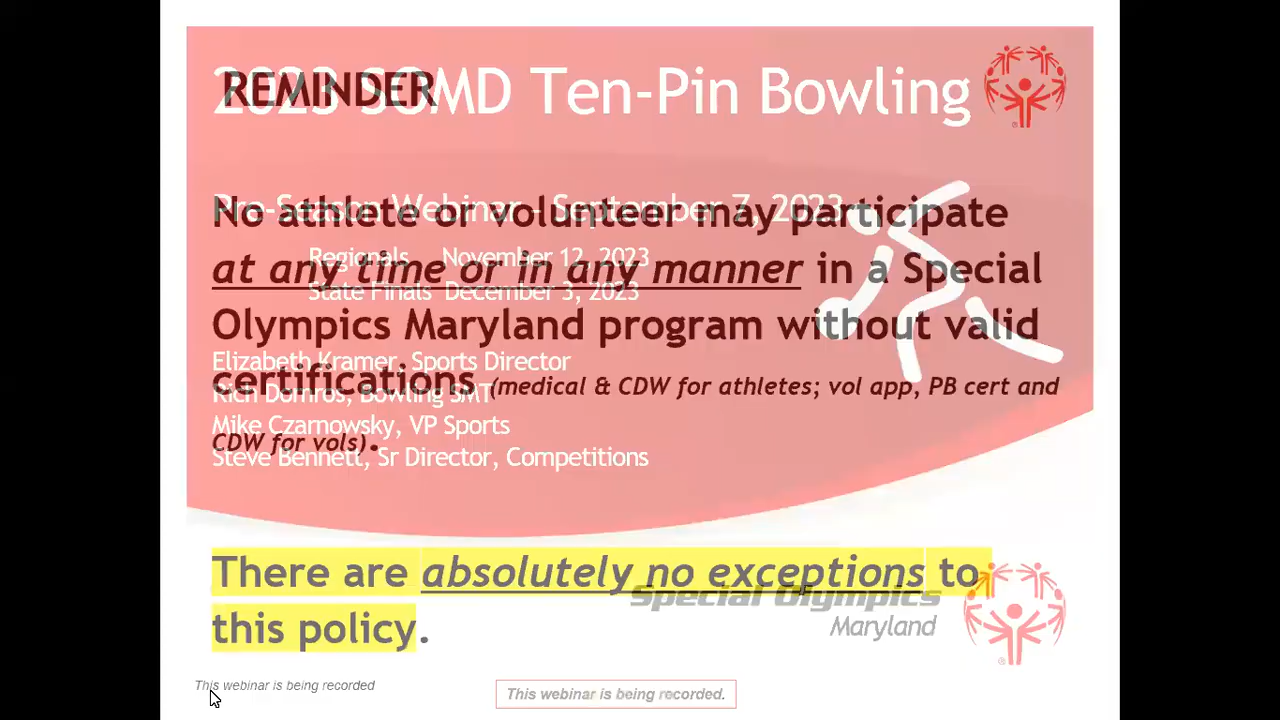 2023 SOMD Ten-Pin Bowling
REMINDER
Pre-Season Webinar - September 7, 2023
No athlete or volunteer may participate
Regionals November 12, 2023
at any time or in any manner in a Special
State Finals December 3, 2023
Olympics Maryland program without valid
Elizabeth Kramer, Sports Director
certifications (medical & CDW for athletes; vol app, PB cert and
Rich Domros, Bowling SMT
Mike Czarnowsky, VP Sports
CDW for vols).
Steve Bennett, Sr Director, Competitions
There are absolutely no exceptions to
Special Olympics
this policy.
Maryland
This webinar is being recorded
This webinar is being recorded.